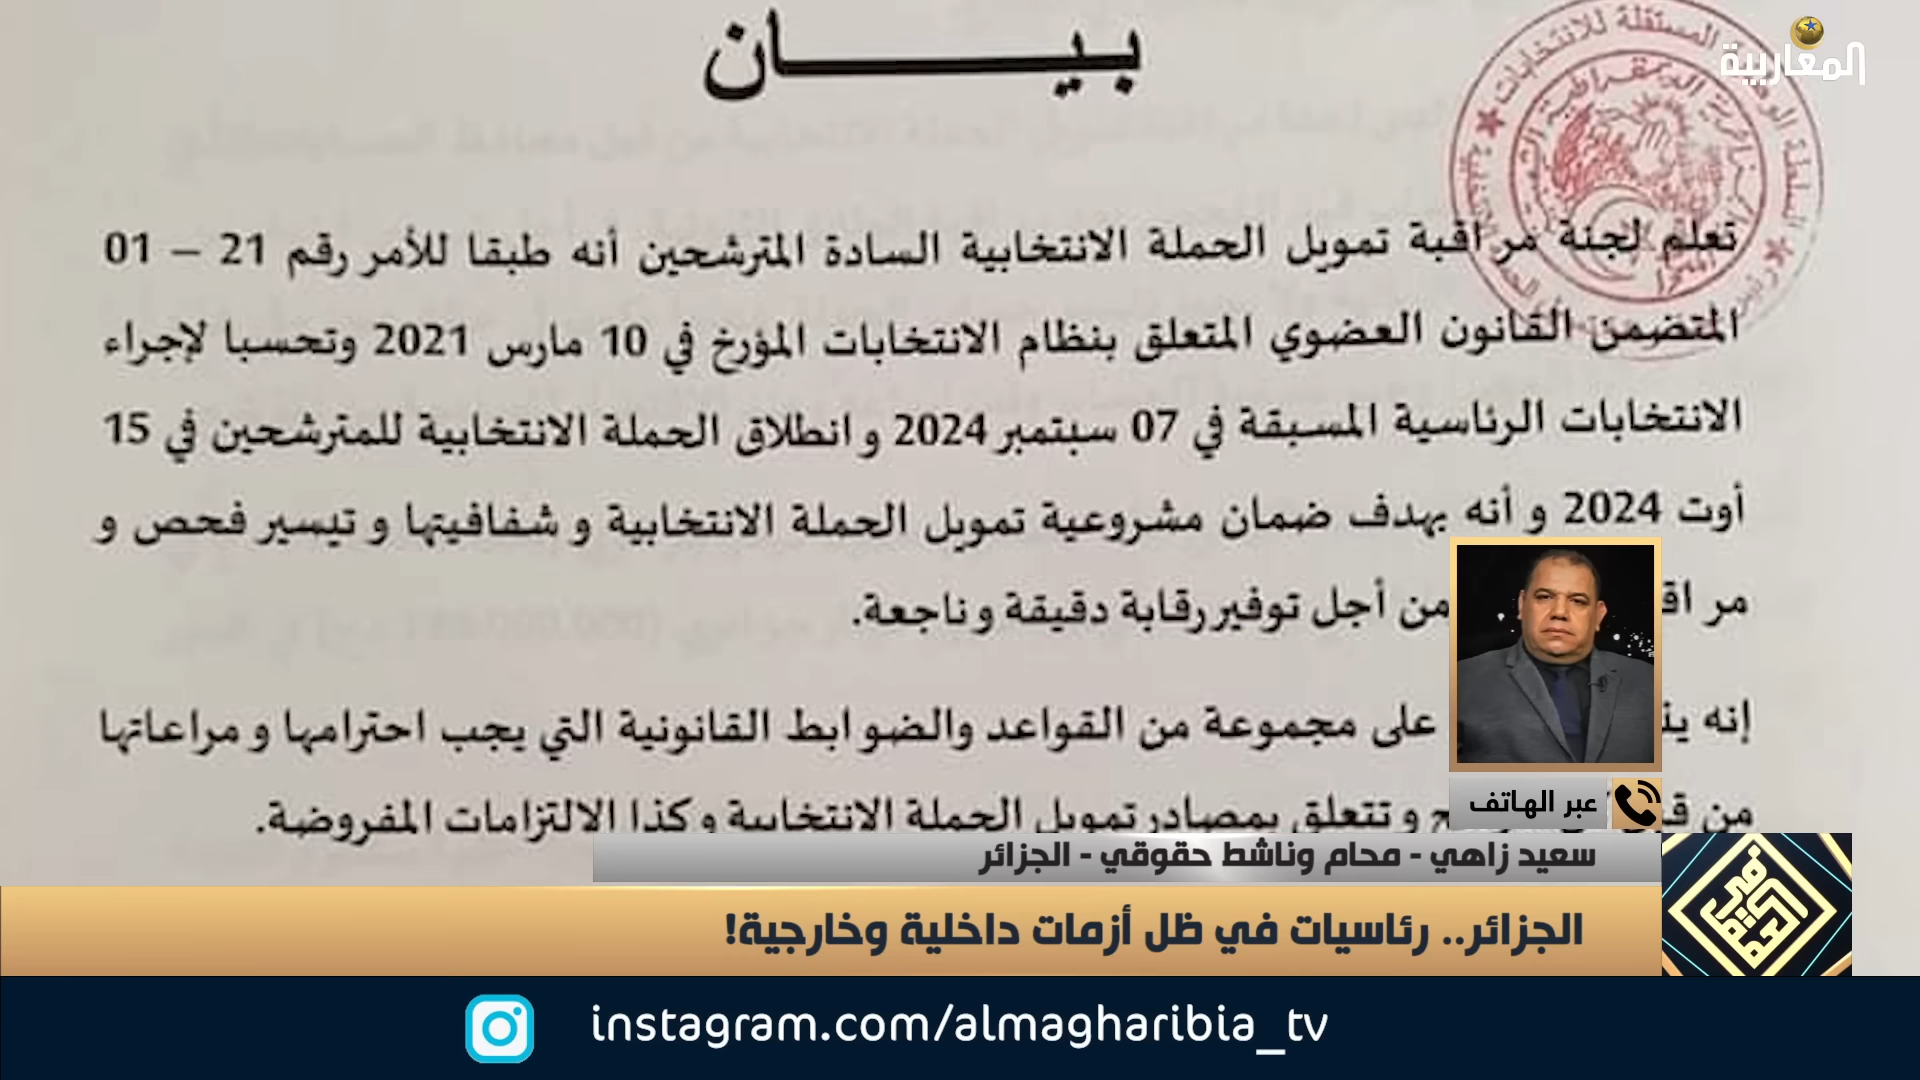 المغاربية
بيـــــان
تعلم لجنة مراقبة تمويل الحملة الانتخابية السادة المترشحين أنه طبقا للأمر رقم 21 – 01
المتضمن القانون العضوي المتعلق بنظام الانتخابات المؤرخ في 10 مارس 2021 وتحسبا لإجراء
الانتخابات الرئاسية المسبقة في 07 سبتمبر 2024 و انطلاق الحملة الانتخابية للمترشحين في 15
أوت 2024 و أنه بهدف ضمان مشروعية تمويل الحملة الانتخابية و شفافيتها و تيسير فحص و
من أجل توفير رقابة دقيقة و ناجعة.
إنه على مجموعة من القواعد والضوابط القانونية التي يجب احترامها و مراعاتها
من و تتعلق بمصادر تمويل الحملة الانتخابية و كذا الالتزامات المفروضة.
عبر الهاتف
سعيد زاهي - محام وناشط حقوقي - الجزائر
الجزائر.. رئاسيات في ظل أزمات داخلية وخارجية!
في العمق
instagram.com/almagharibia_tv